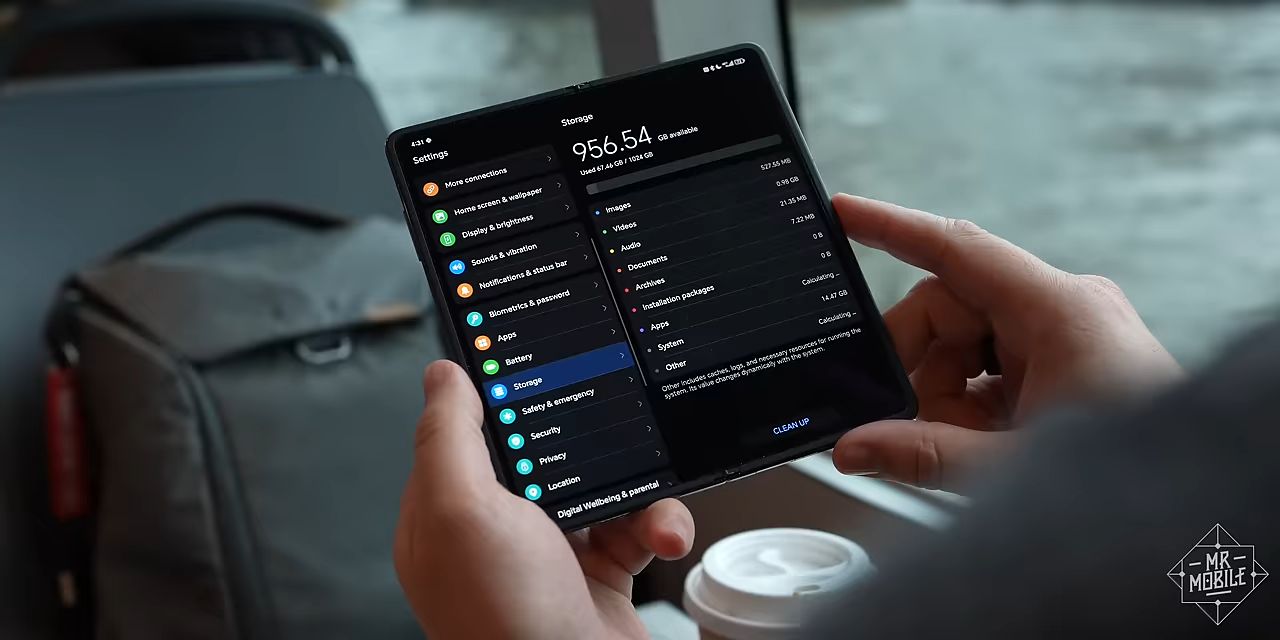 4:31
Settings
More connections
Home screen & wallpaper
Display & brightness
Sounds & vibration
Notifications & status bar
Biometrics & password
Apps
Battery
Storage
Safety & emergency
Security
Privacy
Location
Digital Wellbeing & parental
Storage
956.54 GB available
Used 67.46 GB / 1024 GB
Images 527.55 MB
Videos 0.98 GB
Audio 21.35 MB
Documents 7.22 MB
Archives 0 B
Installation packages 0 B
Apps Calculating...
System 14.47 GB
Other Calculating...
Other includes caches, logs, and necessary resources for running the
system. Its value changes dynamically with the system.
CLEAN UP
MR
MOBILE